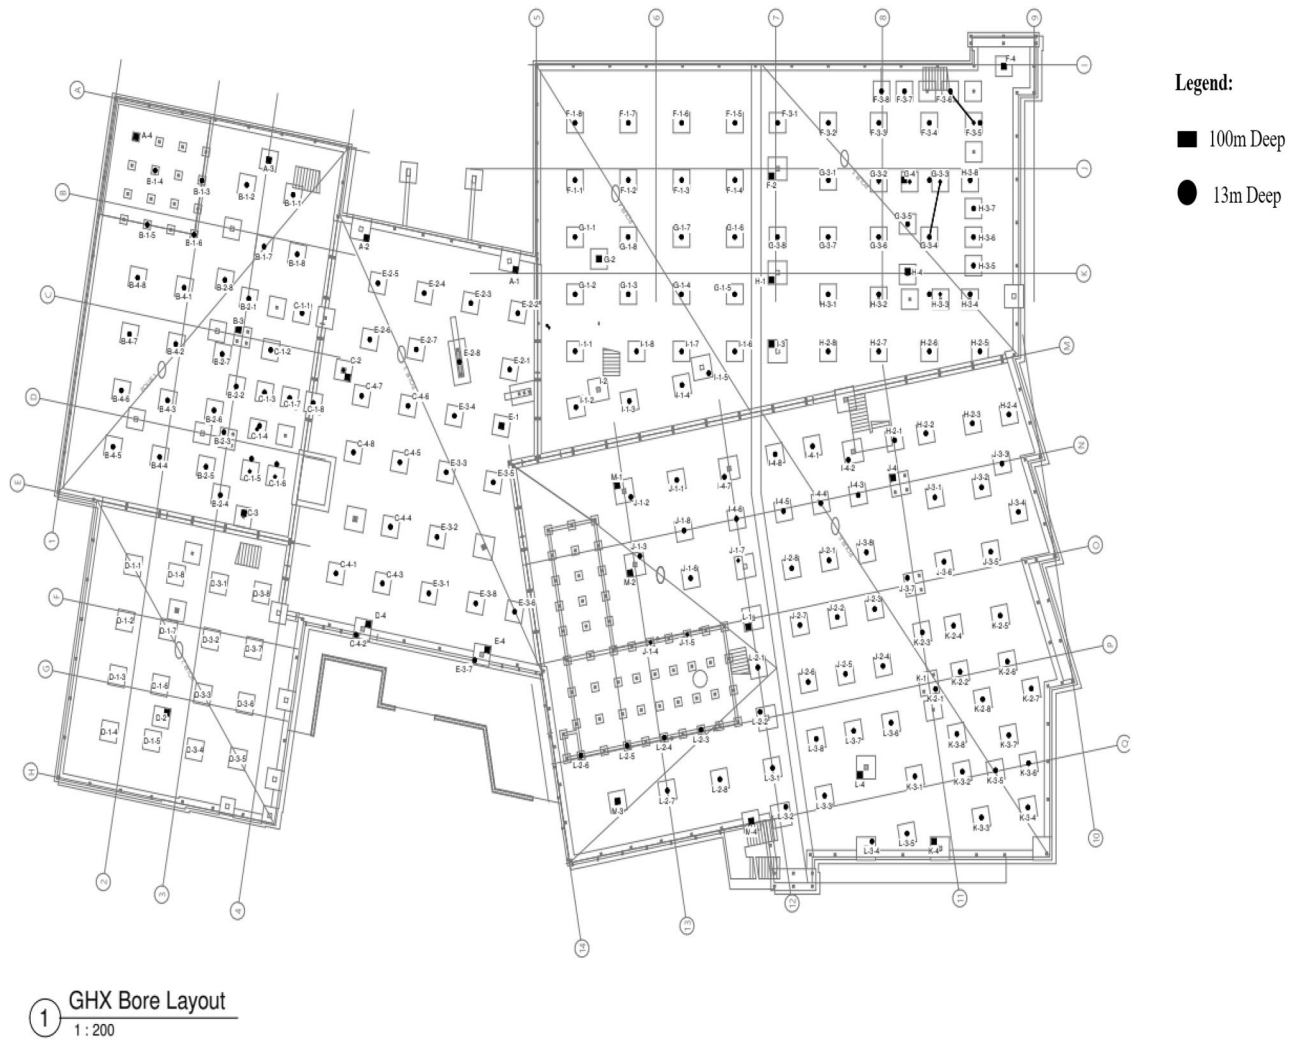 5 6 7 8 9
I
F-4
Legend:
100m Deep
13m Deep
A
F-3-8 F-3-7 F-3-6
F-1-8 F-1-7 F-1-6 F-1-5 F-3-1 F-3-2 F-3-3 F-3-4 F-3-5
A-4
A-3
J
B-1-4 B-1-3 B-1-2 B-1-1
F-1-1 F-1-2 F-1-3 F-1-4 F-2 G-3-1 G-3-2 G-4 G-3-3 H-3-8
B
H-3-7
B-1-5 B-1-6
G-3-5
A-2
G-1-1 G-1-8 G-1-7 G-1-6 G-3-8 G-3-7 G-3-6 G-3-4 H-3-6
B-1-7 B-1-8
G-2
A-1
H-3-5
H-1 H-4
K
B-4-8 B-4-1 B-2-8 E-2-5 E-2-4 E-2-3 E-2-2
C
B-2-1 C-1-1
G-1-2 G-1-3 G-1-4 G-1-5 H-3-1 H-3-2 H-3-3 H-3-4
B-3
B-4-7 B-4-2 B-2-7 C-1-2 E-2-6 E-2-7 E-2-8 E-2-1
I-1-1 I-1-8 I-1-7 I-1-6 I-3 H-2-8 H-2-7 H-2-6 H-2-5
M
C-2
I-2 I-1-5
D
B-4-6 B-4-3 B-2-2 C-1-3 C-1-7 C-1-8 C-4-7 C-4-6 E-3-4 E-1
I-1-2 I-1-3 I-1-4
B-2-6
H-2-4 H-2-3
B-2-3 C-1-4
H-2-2 H-2-1
B-4-5 B-4-4 B-2-5 C-1-5 C-1-6 C-4-8 C-4-5 E-3-3 E-3-5
I-4-8 I-4-1 I-4-2
N
E
J-3-3
B-2-4
M-1 J-1-2 J-1-1 I-4-7 I-4-3 J-4 J-3-1 J-3-2
C-3
I-4-6 I-4-5 I-4-4 J-3-4
1
C-4-4 E-3-2
J-1-8
O
D-1-1 D-1-8 D-3-1 D-3-8
C-4-1 C-4-3 E-3-1 E-3-8 E-3-6
J-1-3 M-2 J-1-6 J-1-7 J-2-8 J-2-1 J-3-8 J-3-7 J-3-6 J-3-5
F
D-1-2 D-1-7 D-3-2 D-3-7
D-4
C-4-2
L-1 J-2-7 J-2-2 J-2-3 K-2-3 K-2-4 K-2-5
J-1-4 J-1-5
P
E-4
E-3-7
G
D-1-3 D-1-6 D-3-3 D-3-6
L-2-1 J-2-6 J-2-5 J-2-4 K-1 K-2-1 K-2-2 K-2-6
K-2-8 K-2-7
D-2
D-1-4 D-1-5 D-3-4 D-3-5
L-2-2
L-2-6 L-2-5 L-2-4 L-2-3 L-3-8 L-3-7 L-3-6 K-3-8 K-3-7
Q
H
L-3-1 L-4 K-3-1 K-3-2 K-3-5 K-3-6
M-3 L-2-7 L-2-8 L-3-3
M-4 L-3-2 K-3-3 K-3-4
L-3-4 L-3-5 K-4
10
2 3 4
14 13 12 11
1
GHX Bore Layout
1 : 200